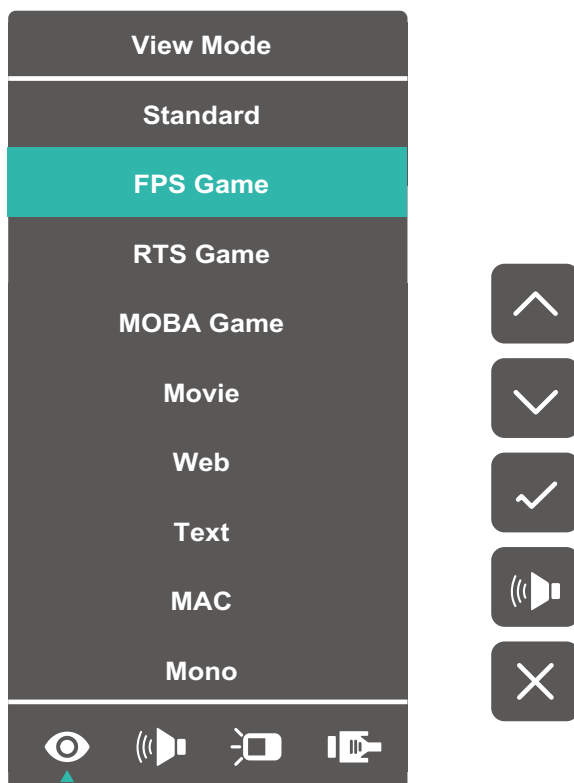 View Mode
Standard
FPS Game
RTS Game
MOBA Game
Movie
Web
Text
MAC
Mono